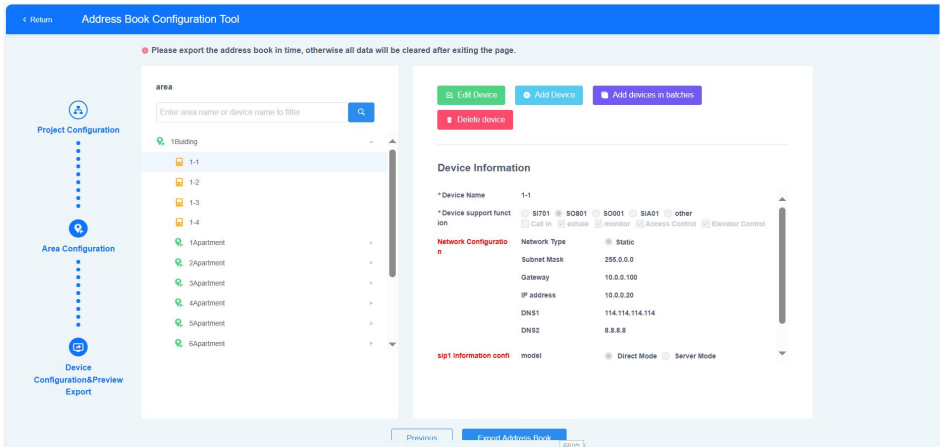 < Return Address Book Configuration Tool
Please export the address book in time, otherwise all data will be cleared after exiting the page.
Project Configuration
Area Configuration
Device
Configuration&Preview
Export
area
Enter area name or device name to filter
1Buiding
1-1
1-2
1-3
1-4
1Apartment
2Apartment
3Apartment
4Apartment
5Apartment
6Apartment
Edit Device Add Device Add devices in batches
Delete device
Device Information
*Device Name 1-1
*Device support funct SI701 SO801 SO001 SIA01 other
ion Call in exhale monitor Access Control Elevator Control
Network Configuratio Network Type Static
n
Subnet Mask 255.0.0.0
Gateway 10.0.0.100
IP address 10.0.0.20
DNS1 114.114.114.114
DNS2 8.8.8.8
sip1 Information confi model Direct Mode Server Mode
Previous Export Address Book